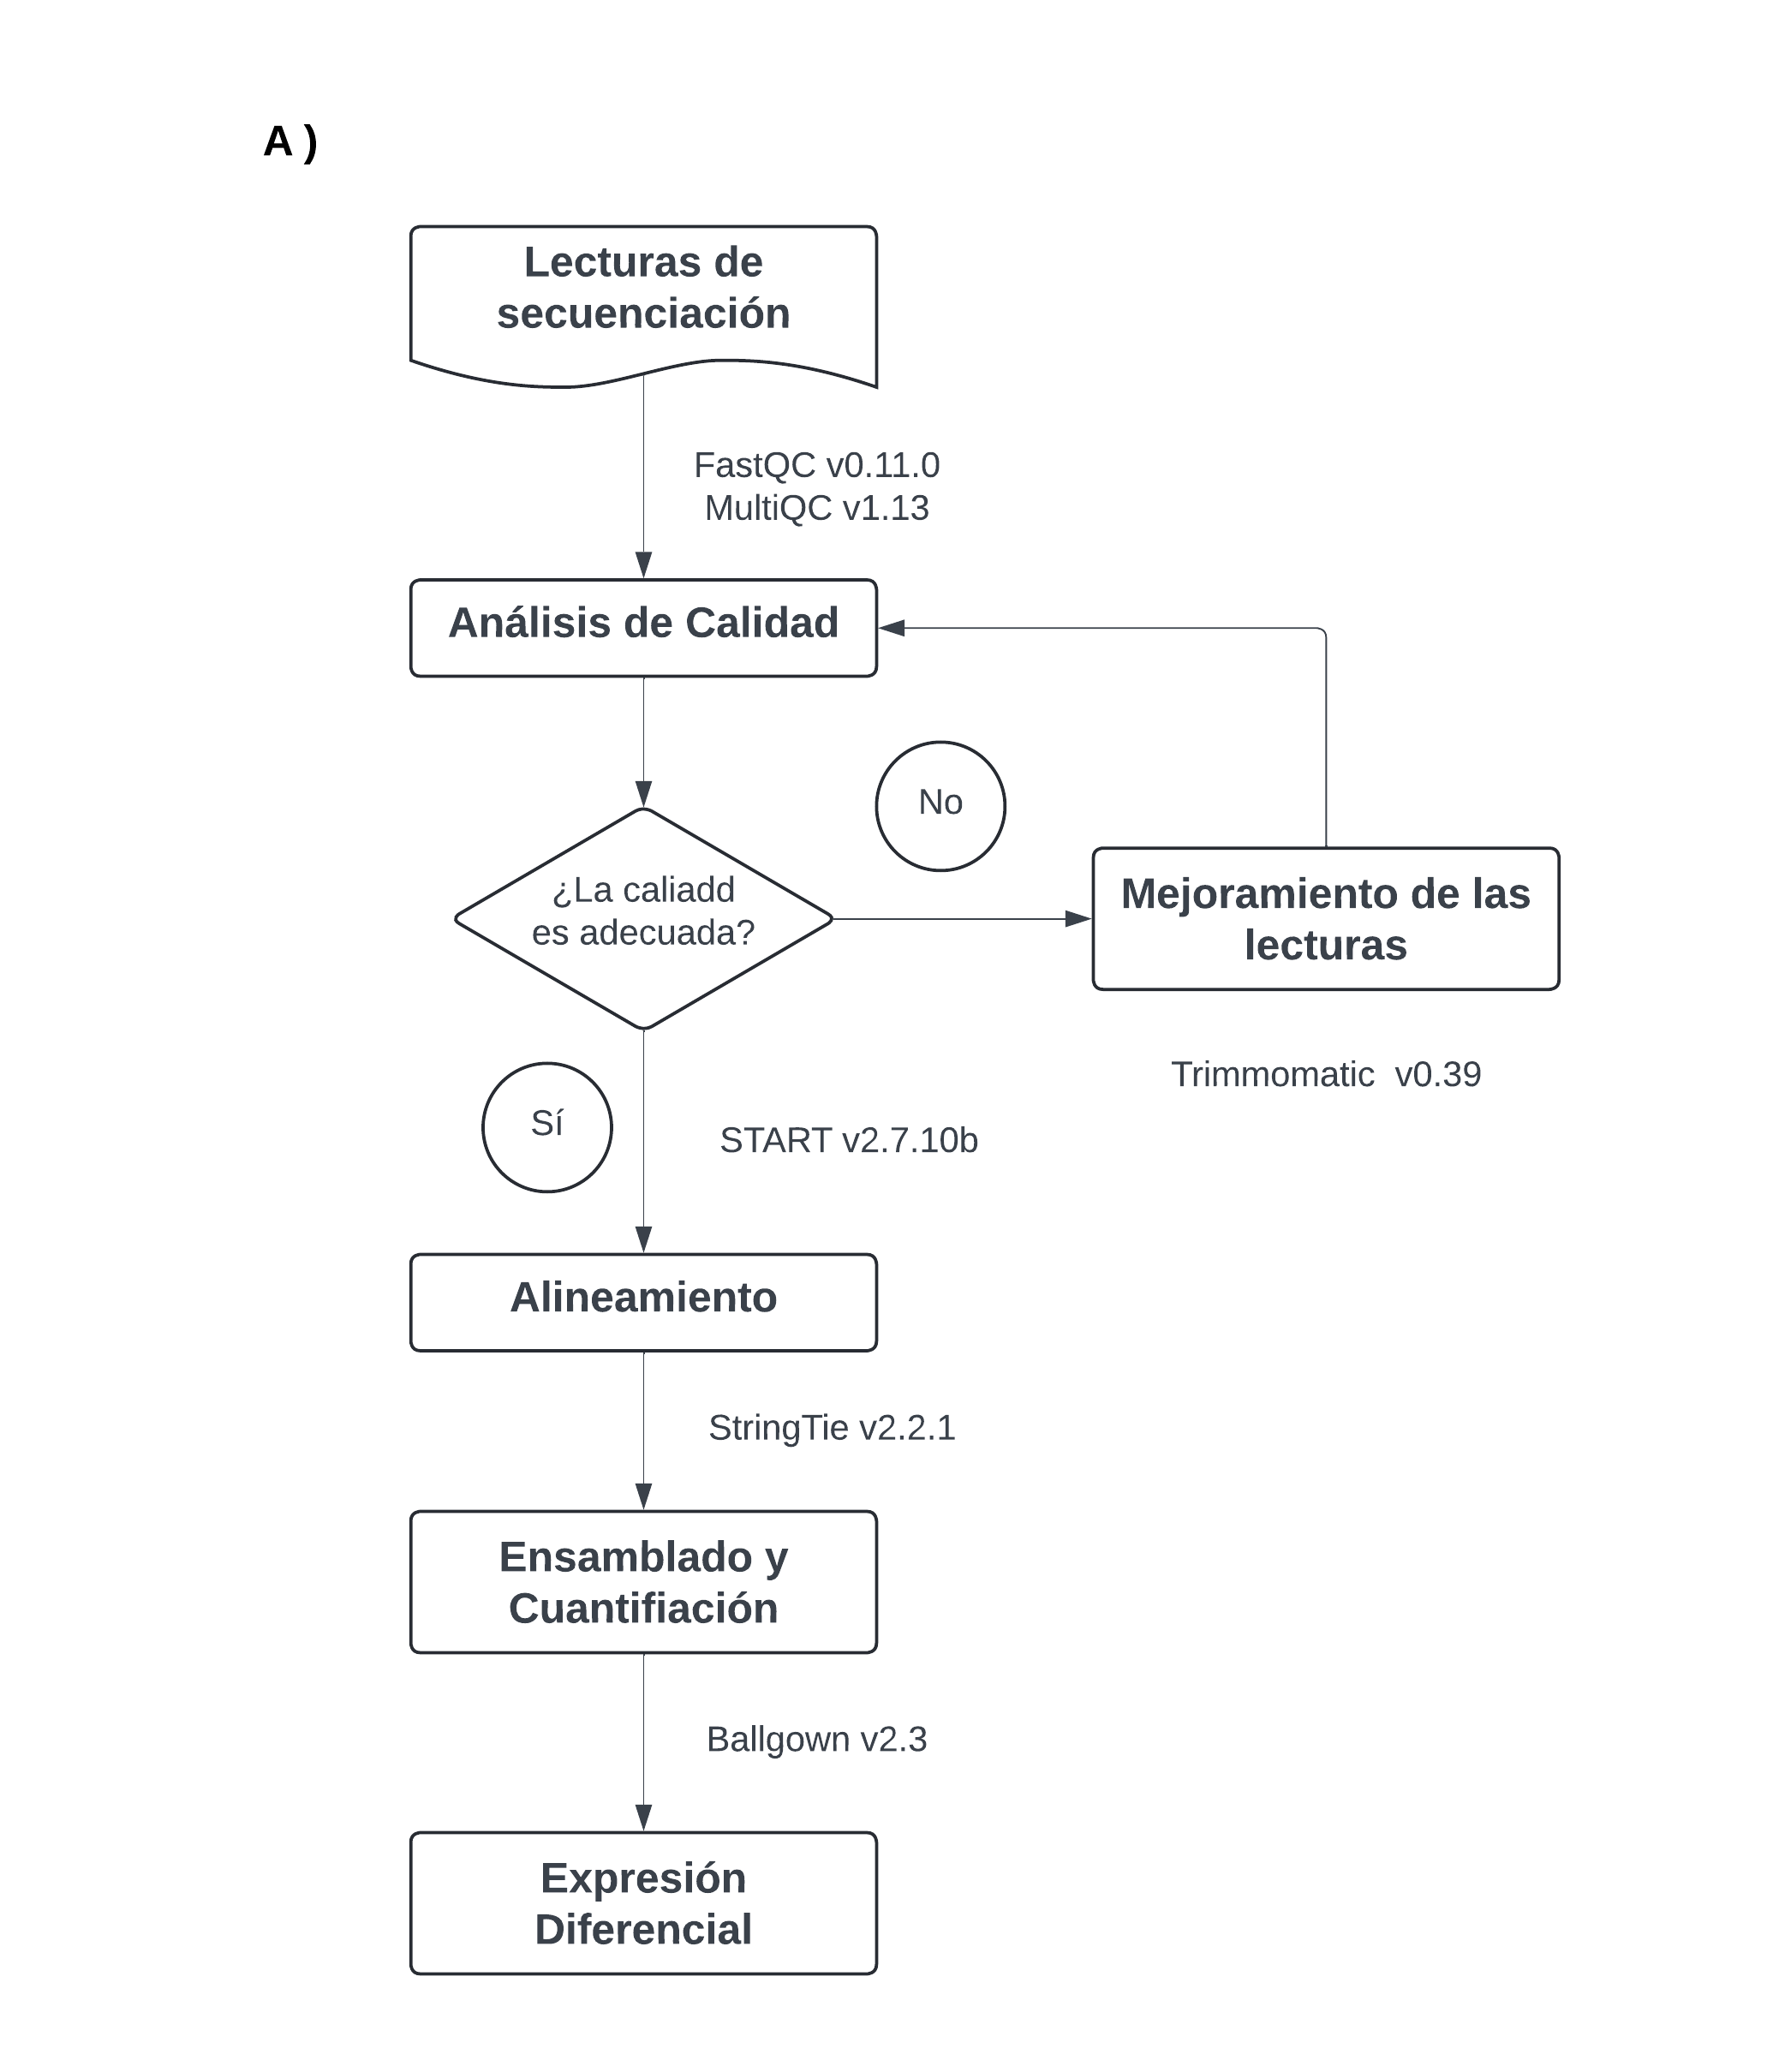 A )
Lecturas de
secuenciación
FastQC v0.11.0
MultiQC v1.13
Análisis de Calidad
No
¿La caliadd
es adecuada?
Mejoramiento de las
lecturas
Trimmomatic  v0.39
Sí
START v2.7.10b
Alineamiento
StringTie v2.2.1
Ensamblado y
Cuantifiación
Ballgown v2.3
Expresión
Diferencial